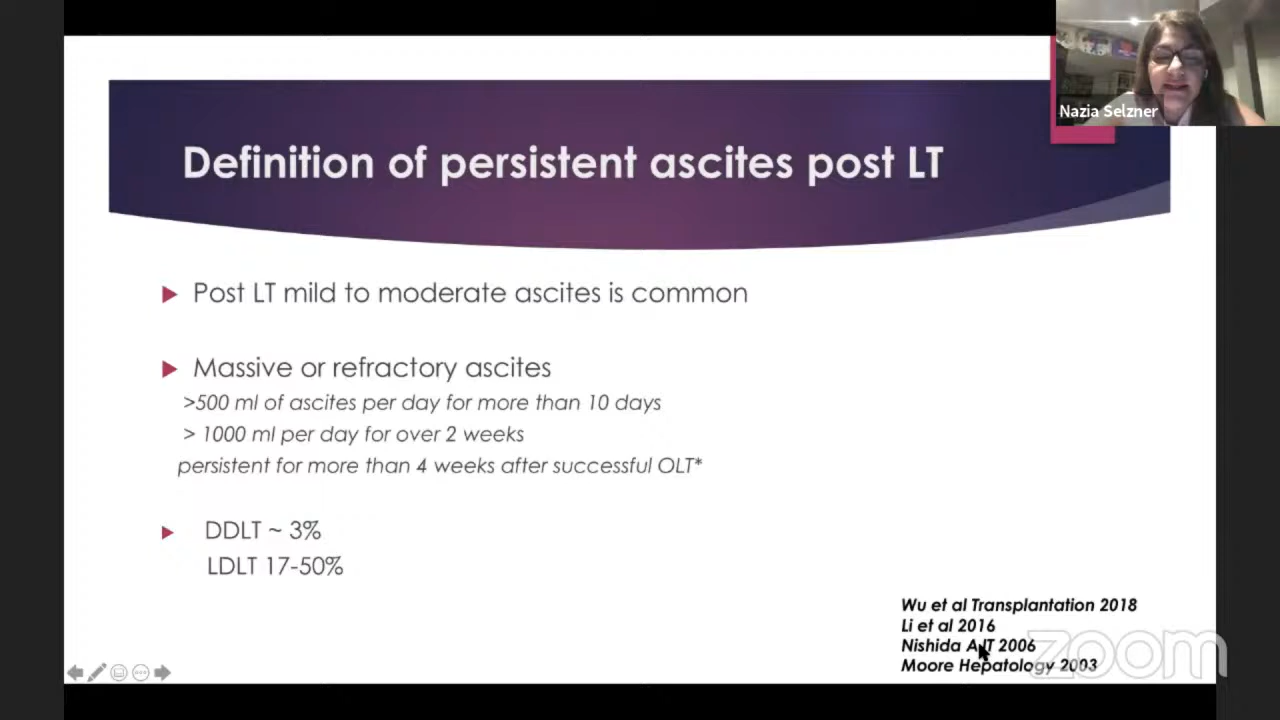 Nazia Selzner
Definition of persistent ascites post LT
Post LT mild to moderate ascites is common
Massive or refractory ascites
>500 ml of ascites per day for more than 10 days
> 1000 ml per day for over 2 weeks
persistent for more than 4 weeks after successful OLT*
DDLT ~ 3%
LDLT 17-50%
Wu et al Transplantation 2018
Li et al 2016
Nishida AJT 2006
Moore Hepatology 2003
zoom